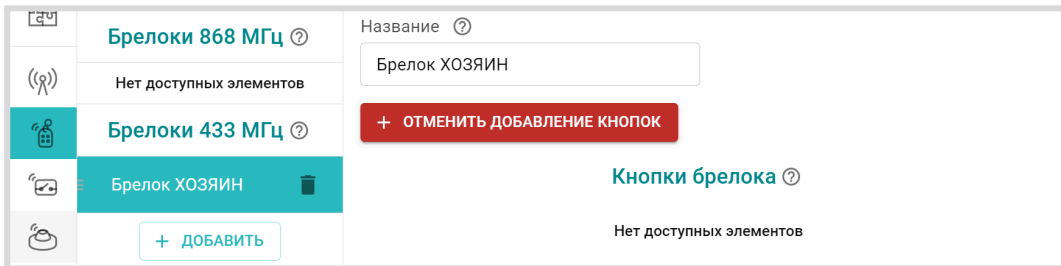 Брелоки 868 МГц
Нет доступных элементов
Брелоки 433 МГц
Брелок ХОЗЯИН
+ ДОБАВИТЬ
Название
Брелок ХОЗЯИН
+ ОТМЕНИТЬ ДОБАВЛЕНИЕ КНОПОК
Кнопки брелока
Нет доступных элементов